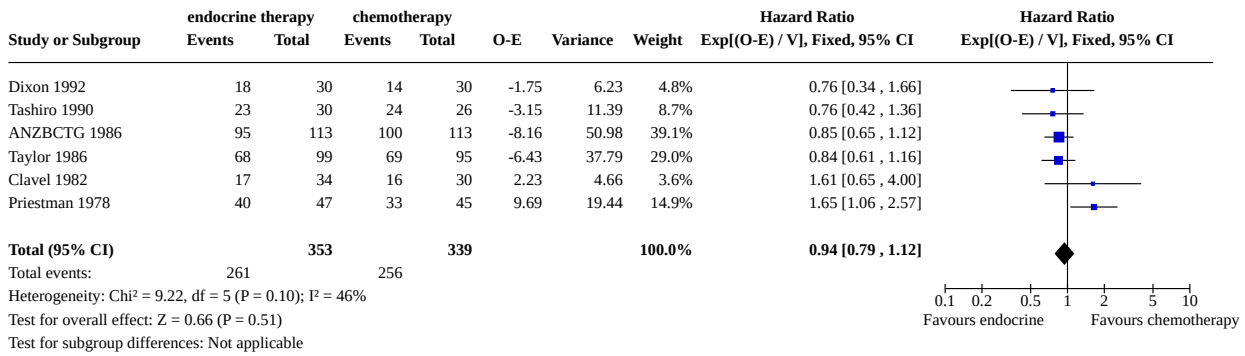 endocrine therapy chemotherapy Hazard Ratio Hazard Ratio
Study or Subgroup Events Total Events Total O-E Variance Weight Exp[(O-E) / V], Fixed, 95% CI Exp[(O-E) / V], Fixed, 95% CI
Dixon 1992 18 30 14 30 -1.75 6.23 4.8% 0.76 [0.34 , 1.66]
Tashiro 1990 23 30 24 26 -3.15 11.39 8.7% 0.76 [0.42 , 1.36]
ANZBCTG 1986 95 113 100 113 -8.16 50.98 39.1% 0.85 [0.65 , 1.12]
Taylor 1986 68 99 69 95 -6.43 37.79 29.0% 0.84 [0.61 , 1.16]
Clavel 1982 17 34 16 30 2.23 4.66 3.6% 1.61 [0.65 , 4.00]
Priestman 1978 40 47 33 45 9.69 19.44 14.9% 1.65 [1.06 , 2.57]
Total (95% CI) 353 339 100.0% 0.94 [0.79 , 1.12]
Total events: 261 256
Heterogeneity: Chi² = 9.22, df = 5 (P = 0.10); I² = 46%
0.1 0.2 0.5 1 2 5 10
Test for overall effect: Z = 0.66 (P = 0.51) Favours endocrine Favours chemotherapy
Test for subgroup differences: Not applicable